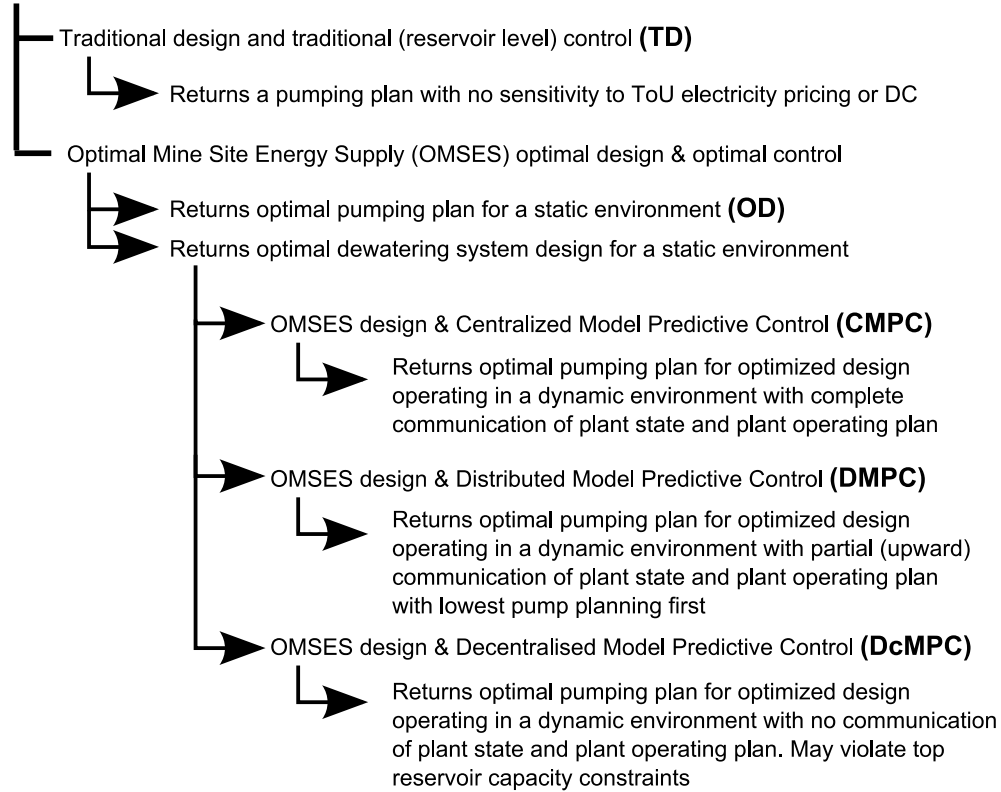 Traditional design and traditional (reservoir level) control (TD)
Returns a pumping plan with no sensitivity to ToU electricity pricing or DC
Optimal Mine Site Energy Supply (OMSES) optimal design & optimal control
Returns optimal pumping plan for a static environment (OD)
Returns optimal dewatering system design for a static environment
OMSES design & Centralized Model Predictive Control (CMPC)
Returns optimal pumping plan for optimized design
operating in a dynamic environment with complete
communication of plant state and plant operating plan
OMSES design & Distributed Model Predictive Control (DMPC)
Returns optimal pumping plan for optimized design
operating in a dynamic environment with partial (upward)
communication of plant state and plant operating plan
with lowest pump planning first
OMSES design & Decentralised Model Predictive Control (DcMPC)
Returns optimal pumping plan for optimized design
operating in a dynamic environment with no communication
of plant state and plant operating plan. May violate top
reservoir capacity constraints